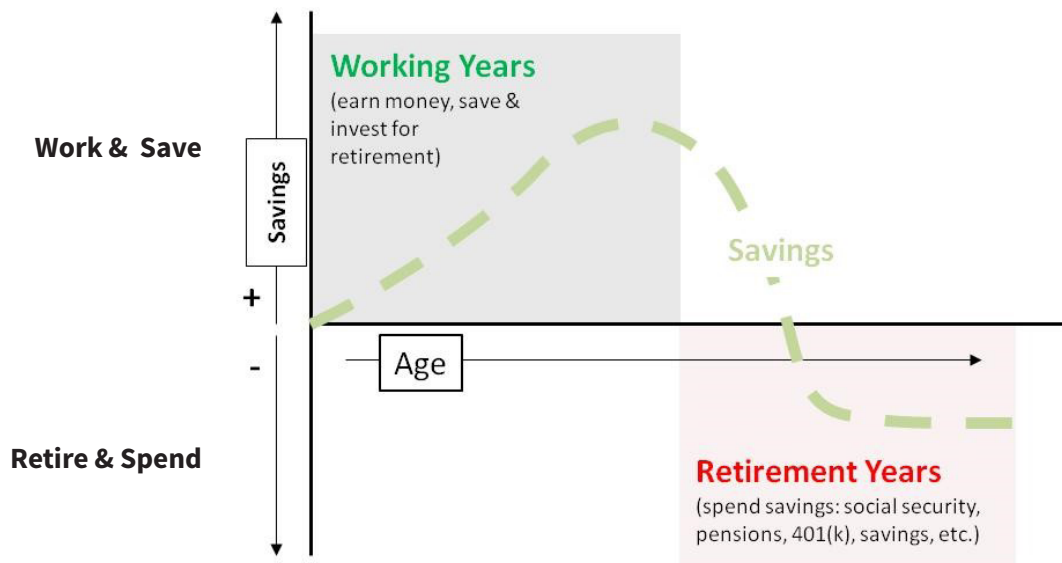 Working Years
(earn money, save &
invest for
retirement)
Work &  Save
Savings
Savings
+
-
Age
Retire & Spend
Retirement Years
(spend savings: social security,
pensions, 401(k), savings, etc.)